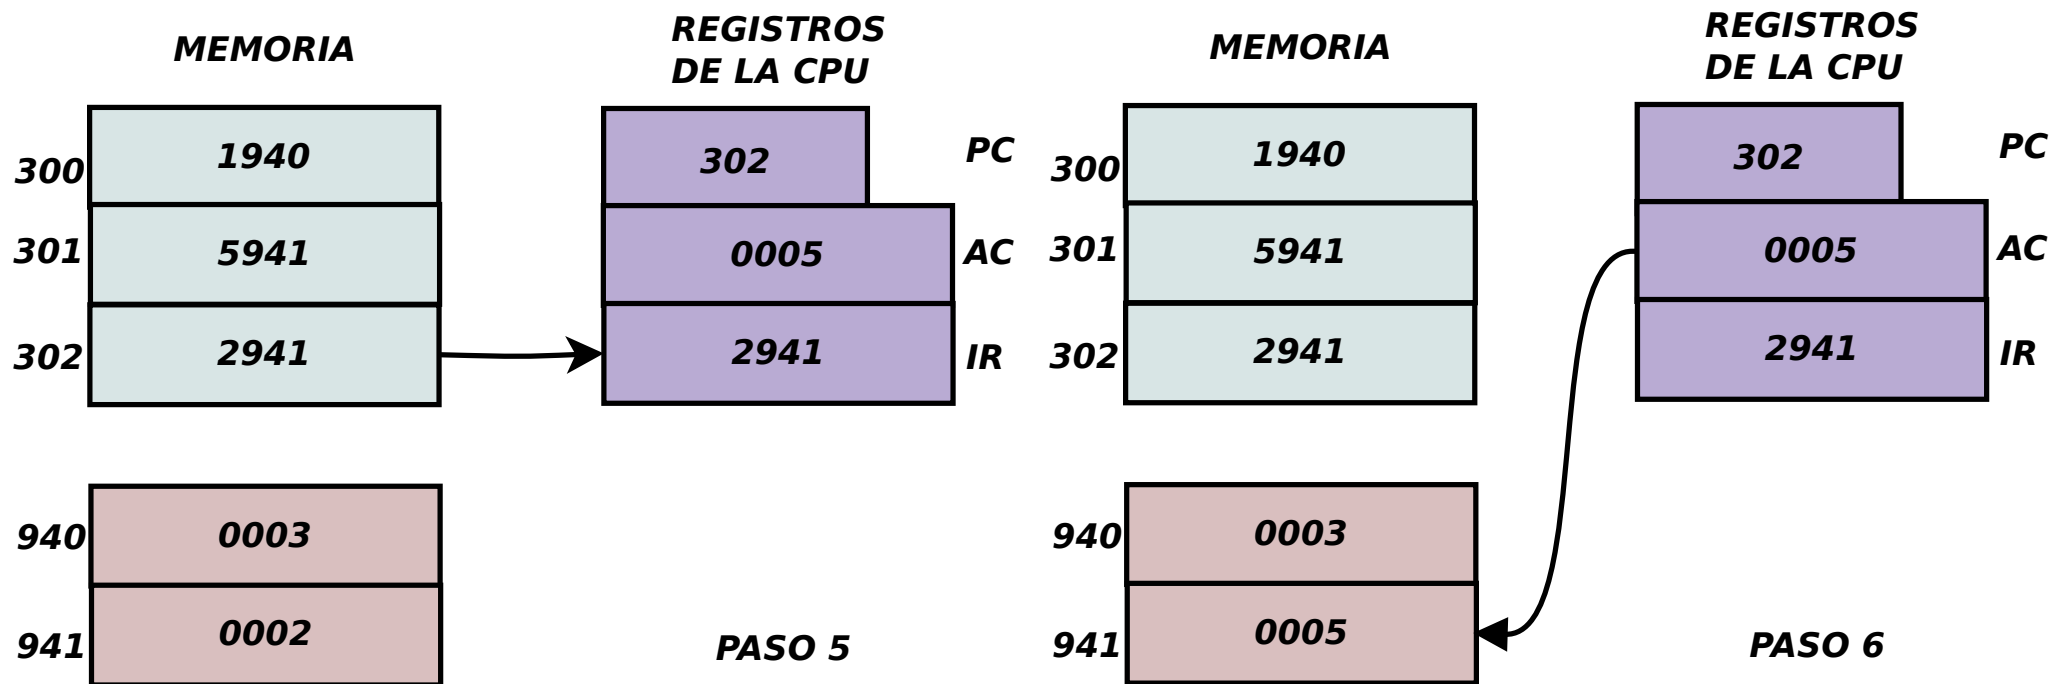 MEMORIA
REGISTROS
DE LA CPU
300
1940
302
PC
301
5941
0005
AC
302
2941
2941
IR
940
0003
941
0002
PASO 5
MEMORIA
REGISTROS
DE LA CPU
300
1940
302
PC
301
5941
0005
AC
302
2941
2941
IR
940
0003
941
0005
PASO 6